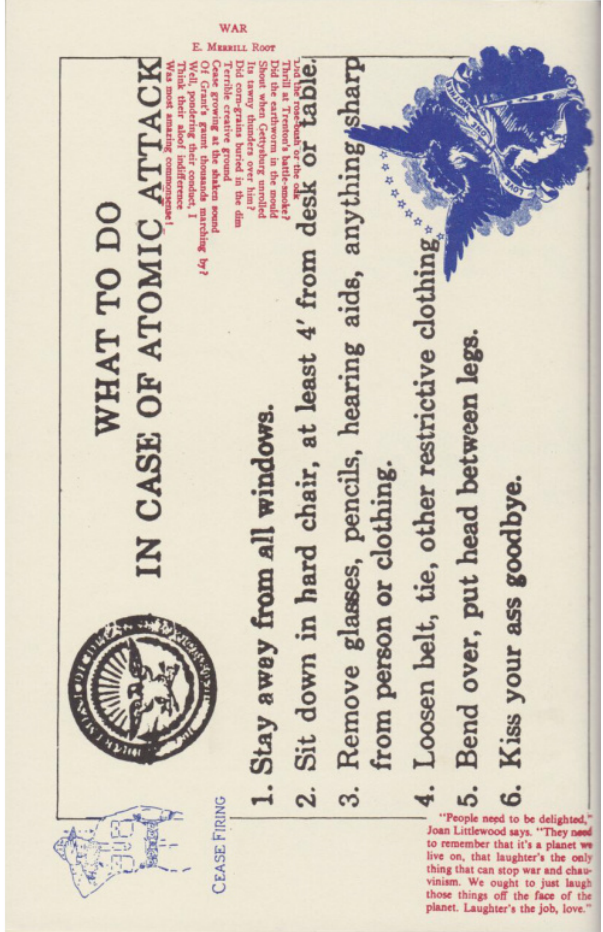 WAR
E. MERRILL ROOT
Did the rose-bush or the oak
Thrill at Trenton's battle-smoke?
Did the earthworm in the mould
Shout when Gettysburg unrolled
Its tawny thunders over him?
Did corn-grains buried in the dim
Terrible creative ground
Cease growing at the shaken sound
Of Grant's gaunt thousands marching by?
Well, pondering their conduct, I
Think their aloof indifference
Was most amazing commonsense!
WHAT TO DO
IN CASE OF ATOMIC ATTACK
1. Stay away from all windows.
2. Sit down in hard chair, at least 4' from desk or table.
3. Remove glasses, pencils, hearing aids, anything sharp
from person or clothing.
4. Loosen belt, tie, other restrictive clothing
5. Bend over, put head between legs.
6. Kiss your ass goodbye.
CEASE FIRING
"People need to be delighted,"
Joan Littlewood says. "They need
to remember that it's a planet we
live on, that laughter's the only
thing that can stop war and chau-
vinism. We ought to just laugh
those things off the face of the
planet. Laughter's the job, love."